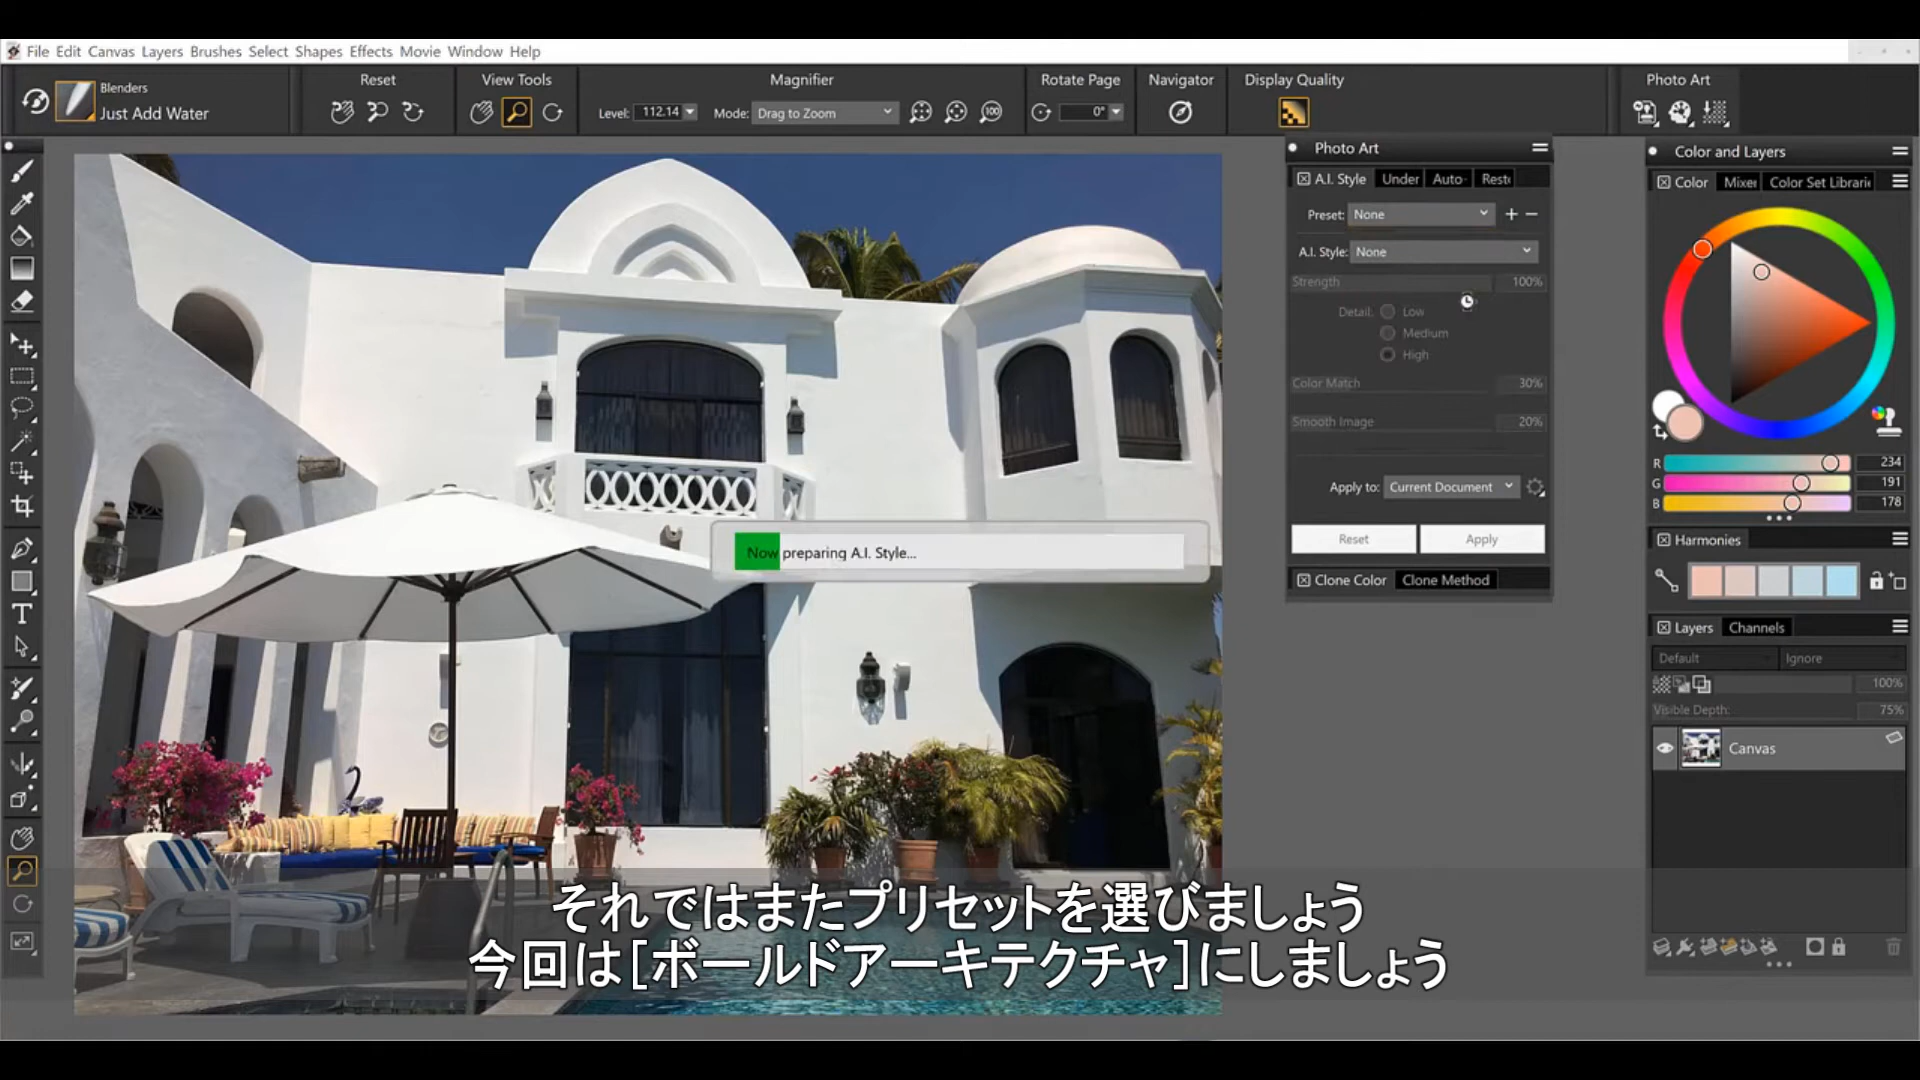 File Edit Canvas Layers Brushes Select Shapes Effects Movie Window Help
Blenders
Just Add Water
Reset
View Tools
Magnifier
Level: 112.14
Mode: Drag to Zoom
100
Rotate Page
0°
Navigator
Display Quality
Photo Art
Photo Art
A.I. Style Under Auto- Rest
Preset: None
A.I. Style: None
Strength 100%
Detail: Low
Medium
High
Color Match 30%
Smooth Image 20%
Apply to: Current Document
Reset Apply
Clone Color Clone Method
Now preparing A.I. Style...
Color and Layers
Color Mixer Color Set Librari
R 234
G 191
B 178
Harmonies
Layers Channels
Default Ignore
100%
Visible Depth: 75%
Canvas
T
それではまたプリセットを選びましょう
今回は[ボールドアーキテクチャ]にしましょう